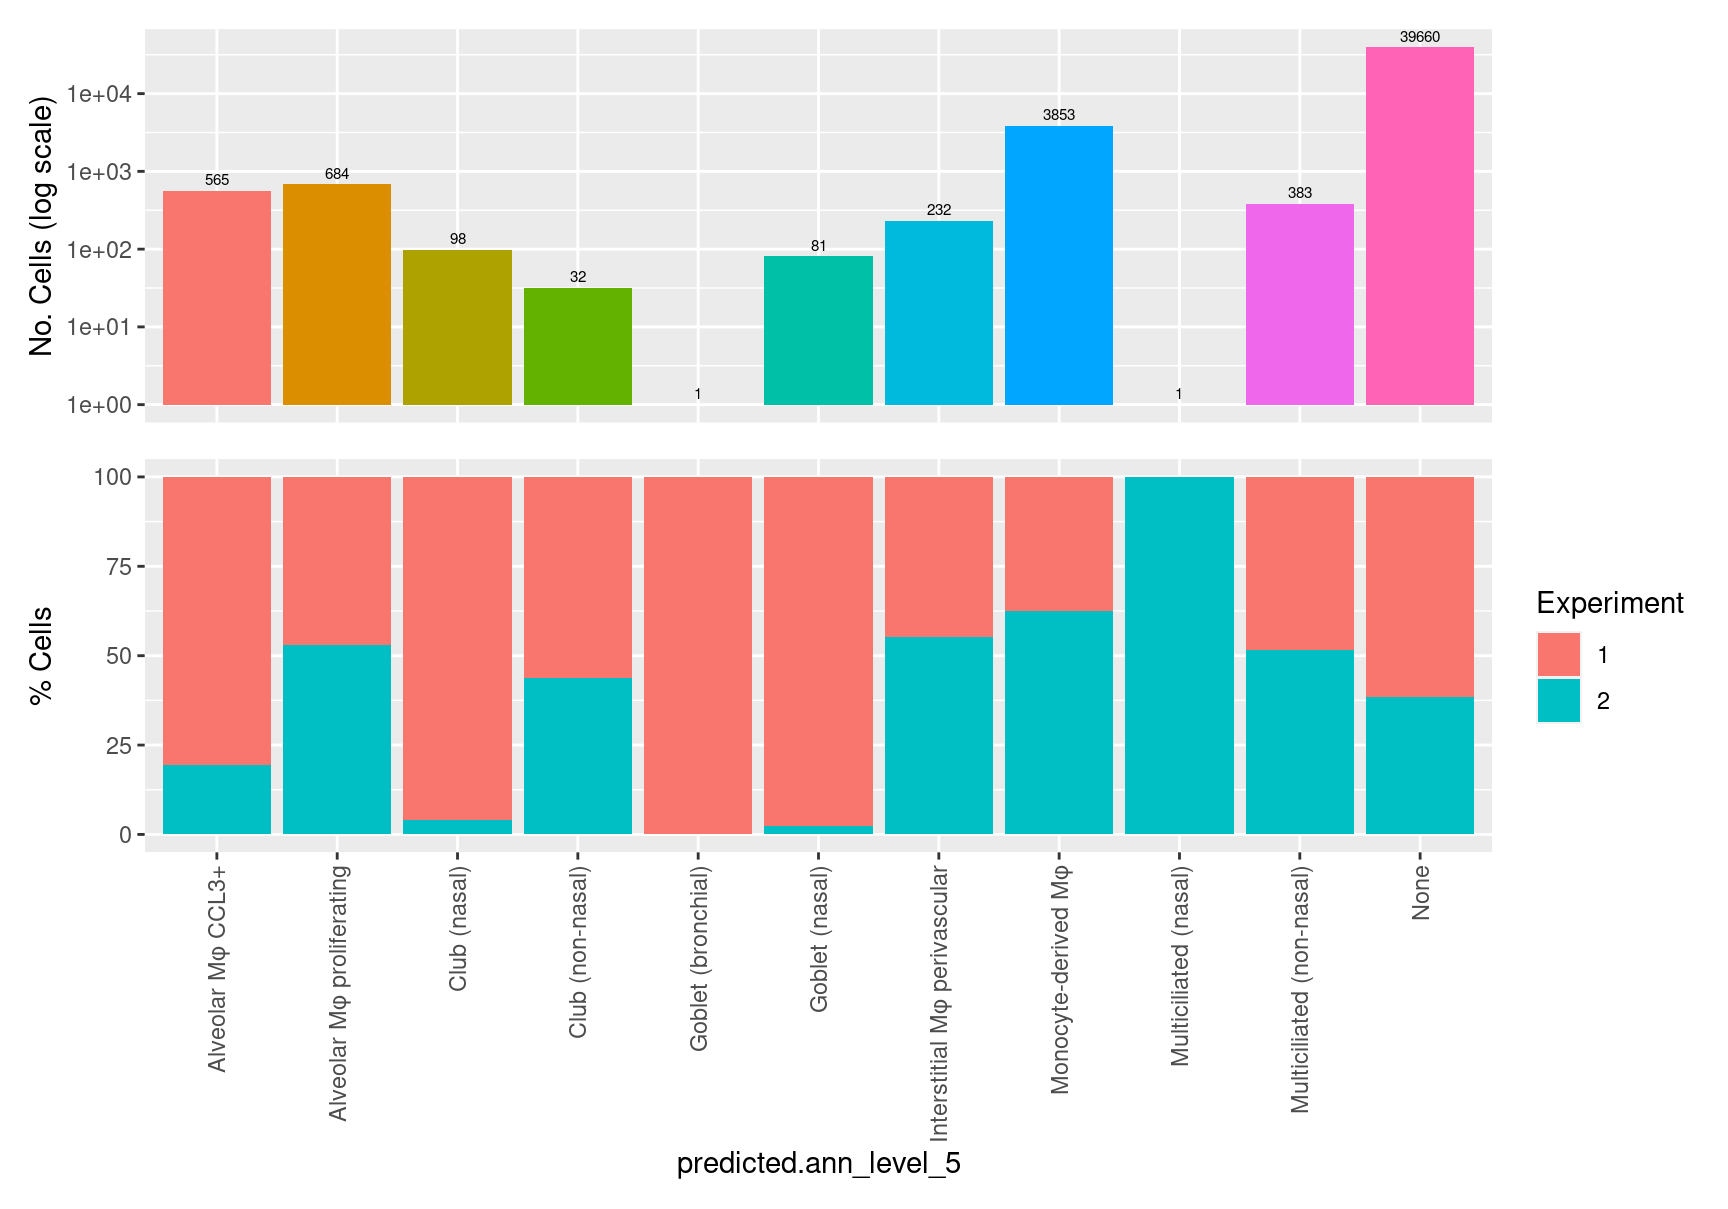 No. Cells (log scale)
1e+04
1e+03
1e+02
1e+01
1e+00
565
684
98
32
1
81
232
3853
1
383
39660
% Cells
100
75
50
25
0
Alveolar Mφ CCL3+
Alveolar Mφ proliferating
Club (nasal)
Club (non-nasal)
Goblet (bronchial)
Goblet (nasal)
Interstitial Mφ perivascular
Monocyte-derived Mφ
Multiciliated (nasal)
Multiciliated (non-nasal)
None
predicted.ann_level_5
Experiment
1
2